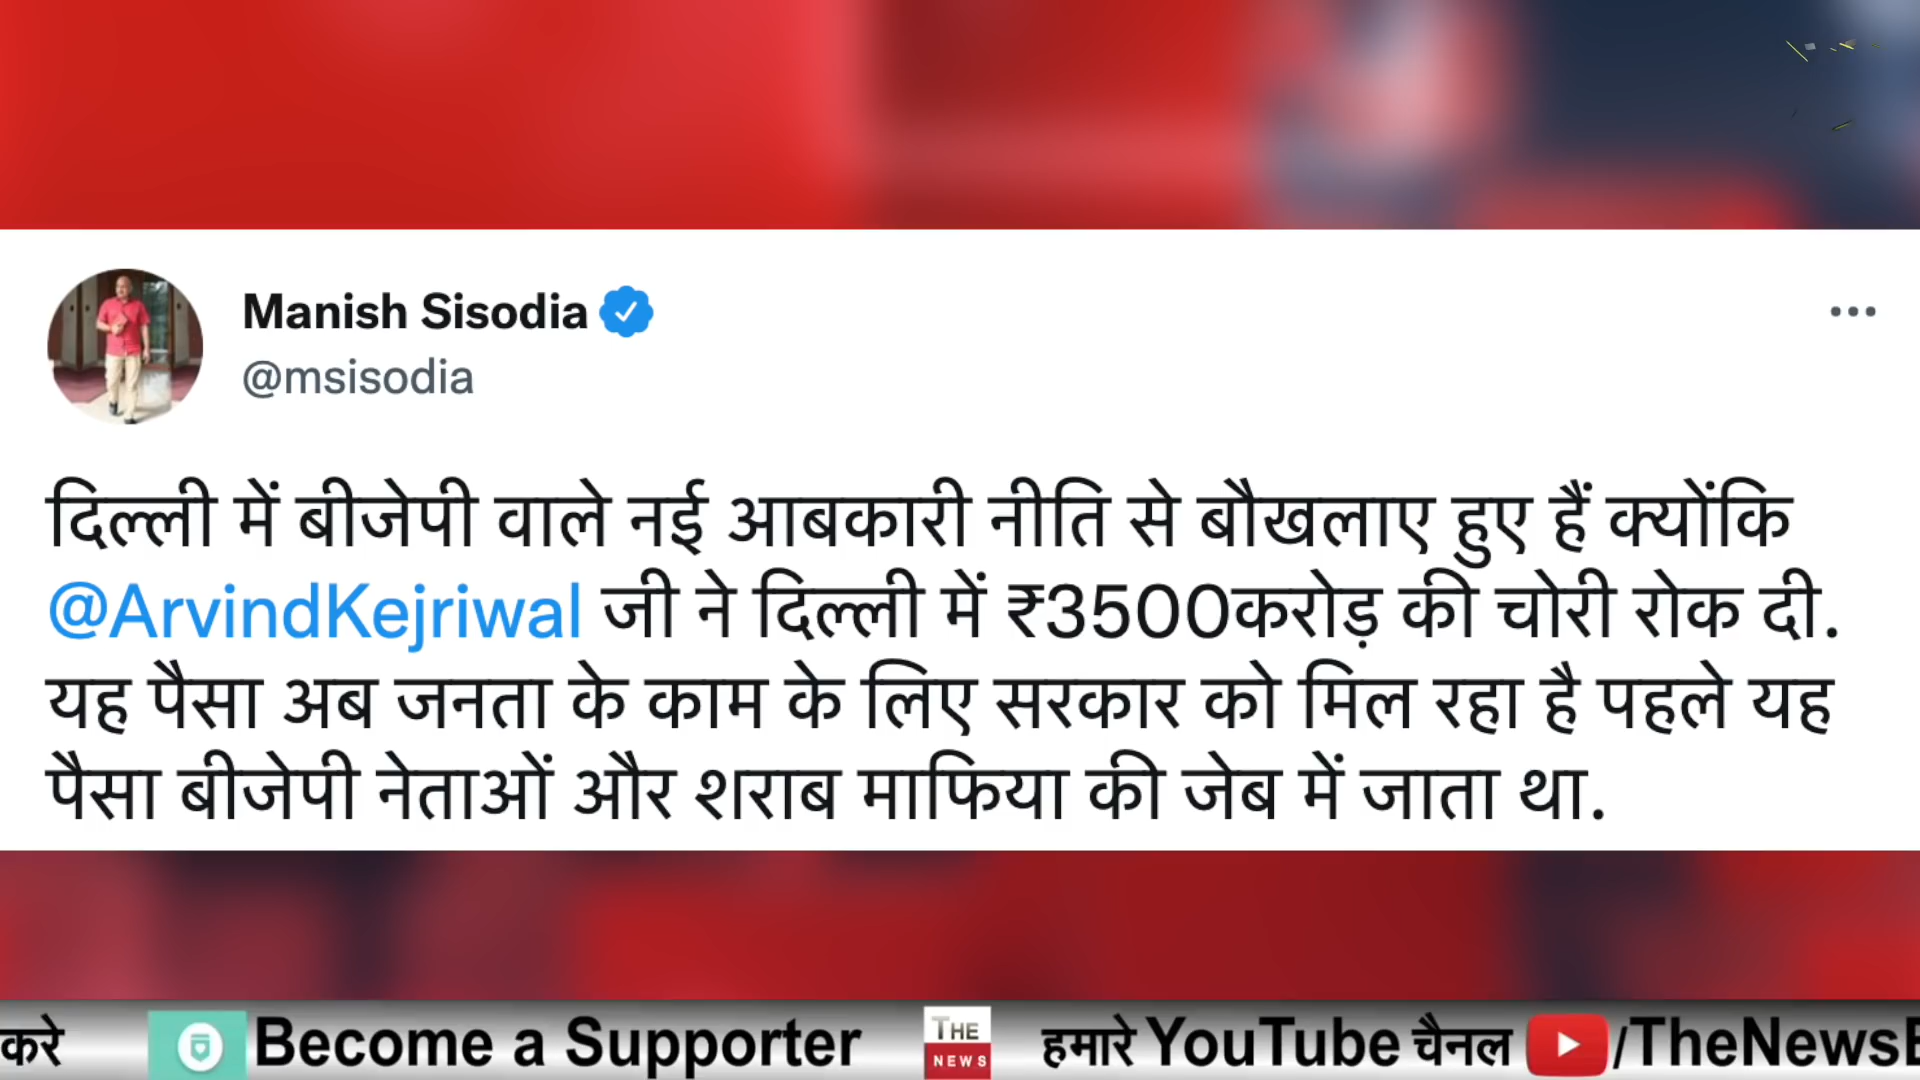 Manish Sisodia
@msisodia
दिल्ली में बीजेपी वाले नई आबकारी नीति से बौखलाए हुए हैं क्योंकि
@ArvindKejriwal जी ने दिल्ली में ₹3500करोड़ की चोरी रोक दी.
यह पैसा अब जनता के काम के लिए सरकार को मिल रहा है पहले यह
पैसा बीजेपी नेताओं और शराब माफिया की जेब में जाता था.
करे Become a Supporter THE NEWS हमारे YouTube चैनल /TheNews